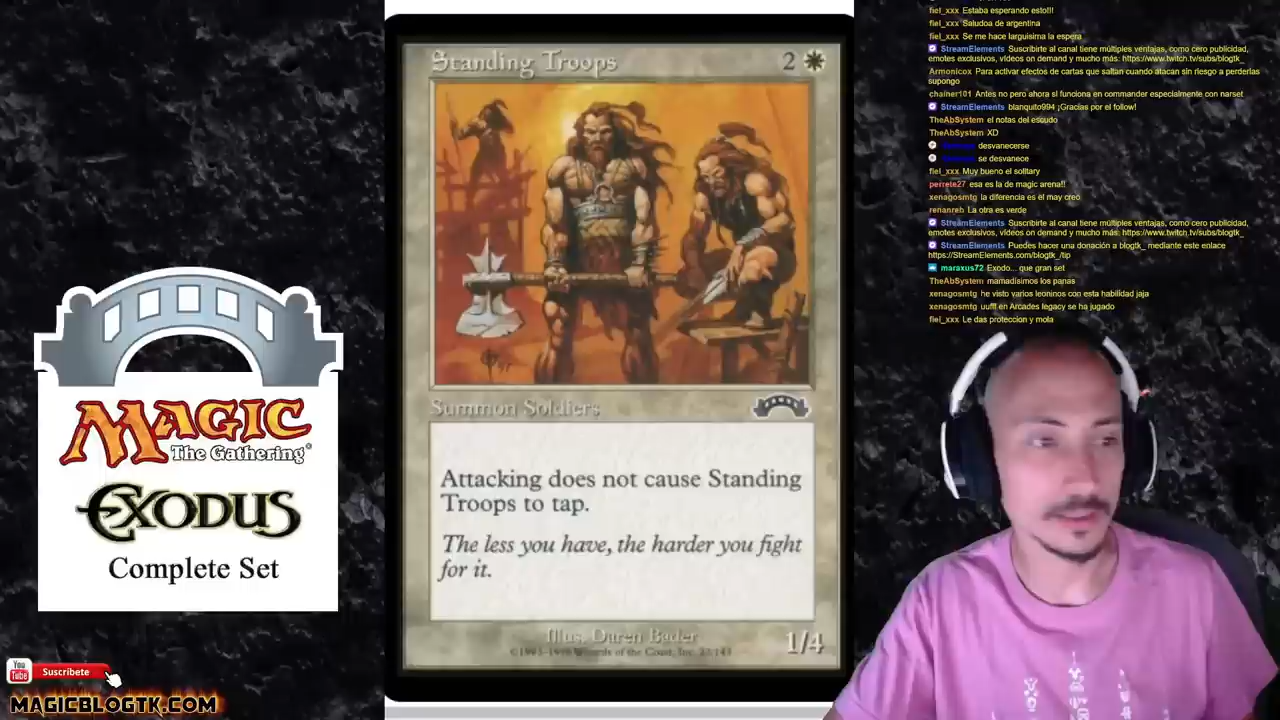 Standing Troops 2
Summon Soldiers
Attacking does not cause Standing
Troops to tap.
The less you have, the harder you fight
for it.
Illus. Daren Bader
1/4
MAGIC
The Gathering®
EXODUS
Complete Set
You
Tube
Suscríbete
MAGICBLOGTK.COM
fiel_xxx Estaba esperando esto!!!
fiel_xxx Saludoa de argentina
fiel_xxx Se me hace larguisima la espera
StreamElements Suscribirte al canal tiene múltiples ventajas, como cero publicidad,
emotes exclusivos, vídeos on demand y mucho más: https://www.twitch.tv/subs/blogtk_
Armonicox Para activar efectos de cartas que saltan cuando atacan sin riesgo a perderlas
supongo
chainer101 Antes no pero ahora si funciona en commander especialmente con narset
StreamElements blanquito994 ¡Gracias por el follow!
TheAbSystem el notas del escudo
TheAbSystem XD
desvanecerse
se desvanece
fiel_xxx Muy bueno el solitary
perrete27 esa es la de magic arena!!
xenagosmtg la diferencia es el may creo
renanreh La otra es verde
StreamElements Suscribirte al canal tiene múltiples ventajas, como cero publicidad,
emotes exclusivos, vídeos on demand y mucho más: https://www.twitch.tv/subs/blogtk_
StreamElements Puedes hacer una donación a blogtk_ mediante este enlace
https://StreamElements.com/blogtk_/tip
maraxus72 Exodo... que gran set
TheAbSystem mamadísimos los panas
xenagosmtg he visto varios leoninos con esta habilidad jaja
xenagosmtg uufff en Arcades legacy se ha jugado
fiel_xxx Le das proteccion y mola